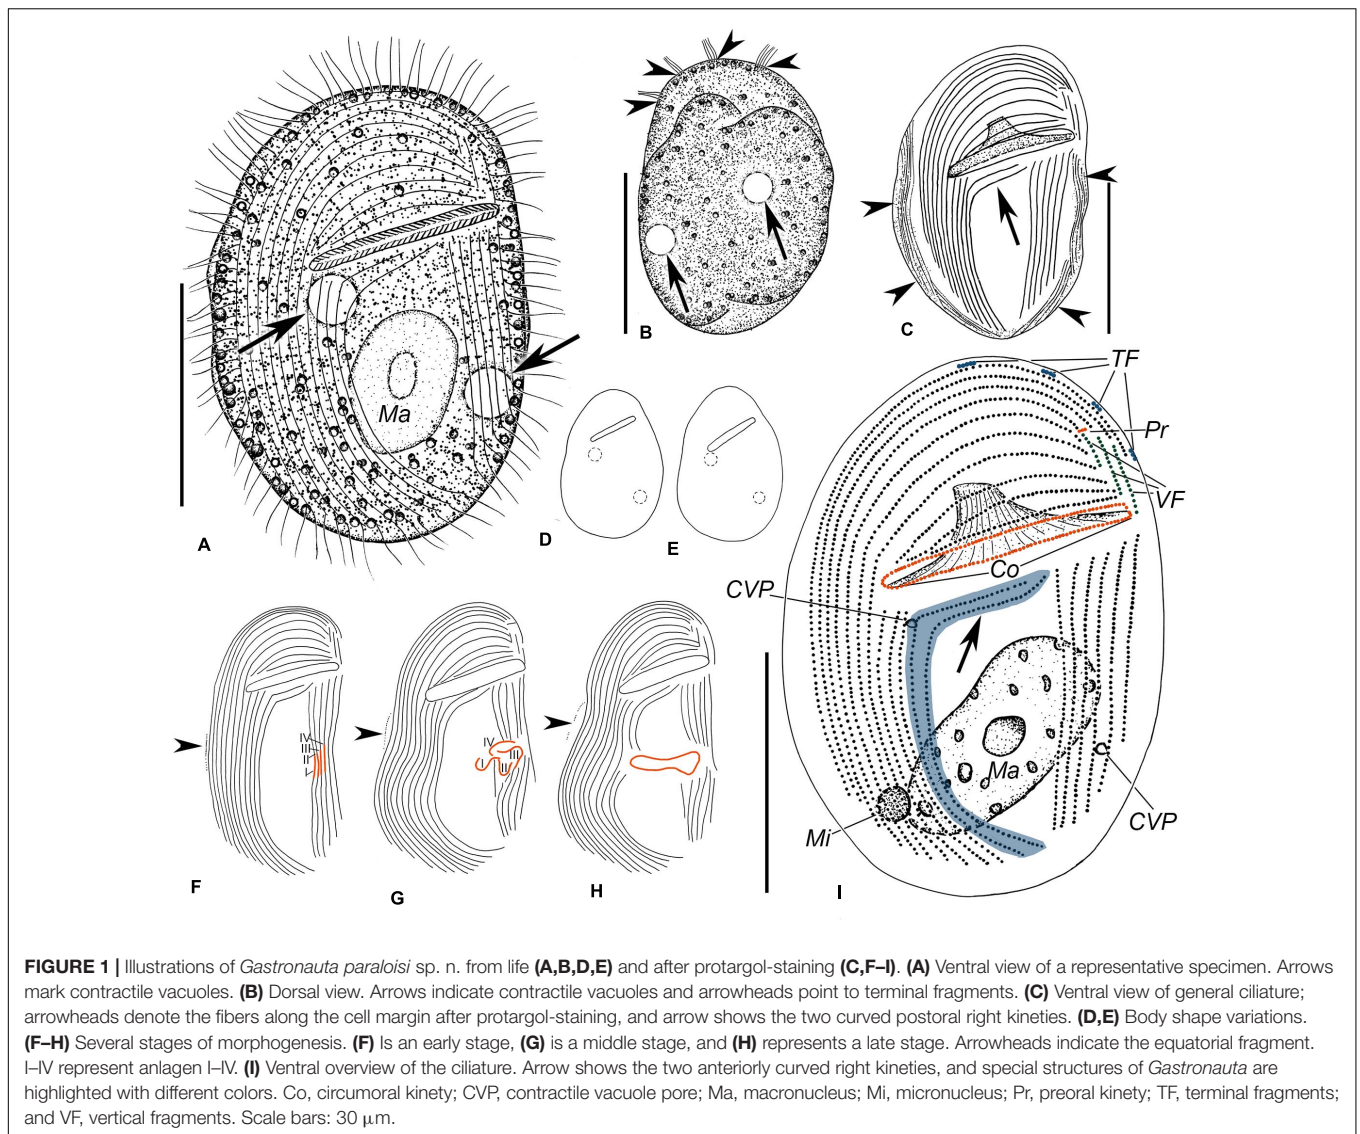 A
Ma
B
C
D
E
TF
Pr
VF
Co
CVP
Ma
Mi
CVP
I
F
IV
III
II
I
G
IV
III
I
II
H
FIGURE 1 | Illustrations of Gastronauta paraloisi sp. n. from life (A,B,D,E) and after protargol-staining (C,F–I). (A) Ventral view of a representative specimen. Arrows
mark contractile vacuoles. (B) Dorsal view. Arrows indicate contractile vacuoles and arrowheads point to terminal fragments. (C) Ventral view of general ciliature;
arrowheads denote the fibers along the cell margin after protargol-staining, and arrow shows the two curved postoral right kineties. (D,E) Body shape variations.
(F–H) Several stages of morphogenesis. (F) Is an early stage, (G) is a middle stage, and (H) represents a late stage. Arrowheads indicate the equatorial fragment.
I–IV represent anlagen I–IV. (I) Ventral overview of the ciliature. Arrow shows the two anteriorly curved right kineties, and special structures of Gastronauta are
highlighted with different colors. Co, circumoral kinety; CVP, contractile vacuole pore; Ma, macronucleus; Mi, micronucleus; Pr, preoral kinety; TF, terminal fragments;
and VF, vertical fragments. Scale bars: 30 μm.